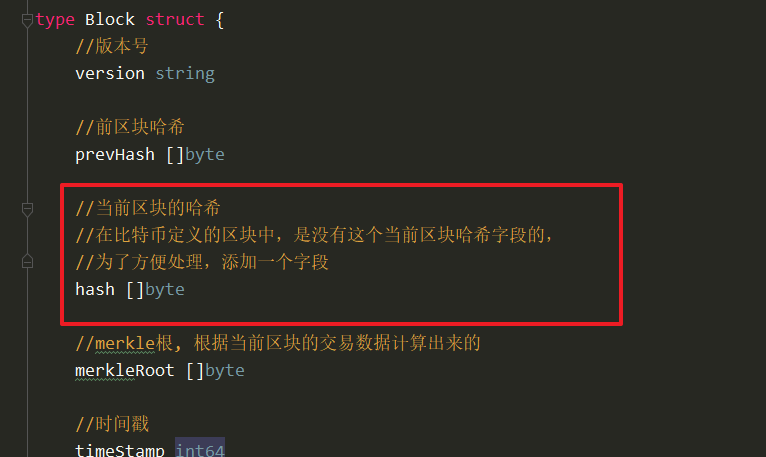 type Block struct {
//版本号
version string
//前区块哈希
prevHash []byte
//当前区块的哈希
//在比特币定义的区块中，是没有这个当前区块哈希字段的，
//为了方便处理，添加一个字段
hash []byte
//merkle根, 根据当前区块的交易数据计算出来的
merkleRoot []byte
//时间戳
timeStamp int64